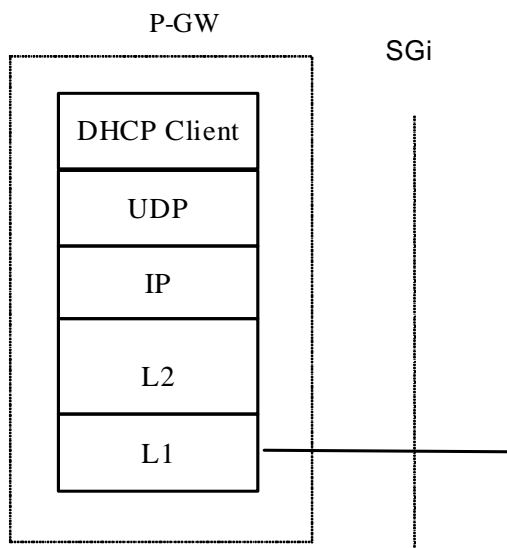 P-GW
SGi
DHCP Client
UDP
IP
L2
L1